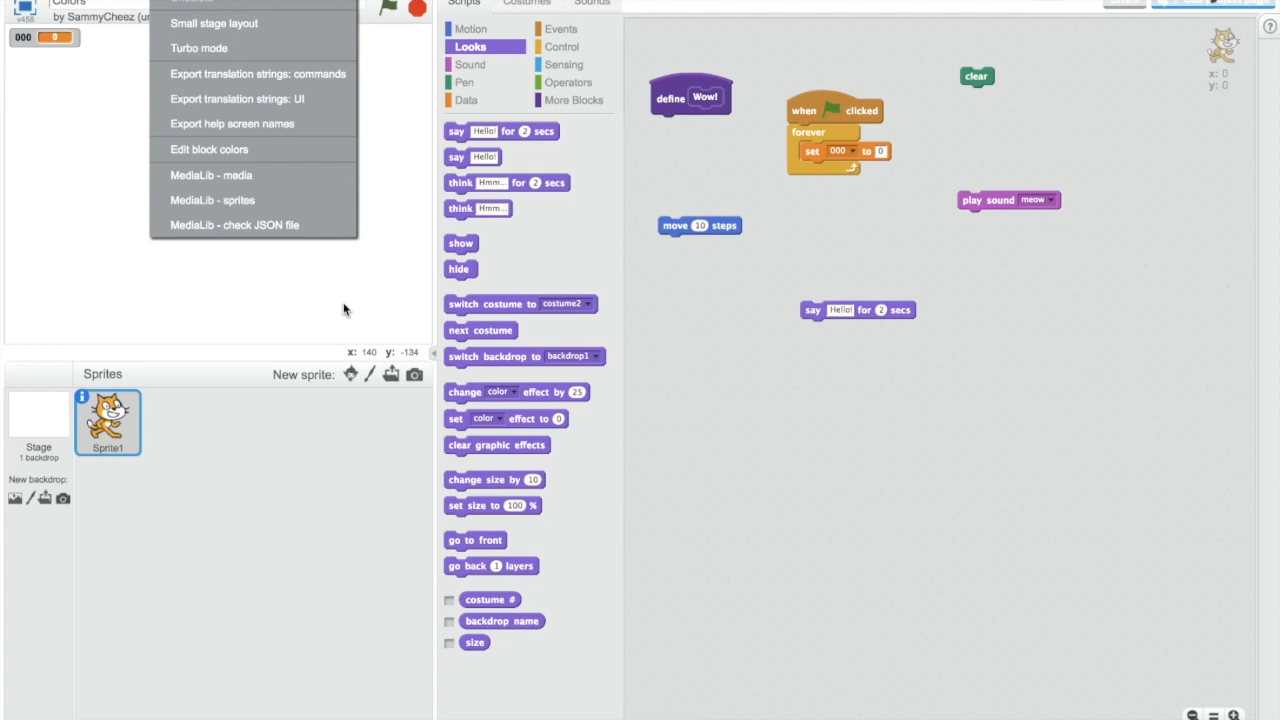 Colors
by SammyCheez (un
v458
000 0
Small stage layout
Turbo mode
Export translation strings: commands
Export translation strings: UI
Export help screen names
Edit block colors
MediaLib - media
MediaLib - sprites
MediaLib - check JSON file
x: 140 y: -134
Sprites
New sprite:
Sprite1
Stage
1 backdrop
New backdrop:
Scripts
Costumes
Sounds
Motion
Looks
Sound
Pen
Data
Events
Control
Sensing
Operators
More Blocks
say Hello! for 2 secs
say Hello!
think Hmm... for 2 secs
think Hmm...
show
hide
switch costume to costume2
next costume
switch backdrop to backdrop1
change color effect by 25
set color effect to 0
clear graphic effects
change size by 10
set size to 100 %
go to front
go back 1 layers
costume #
backdrop name
size
define Wow!
when clicked
forever
set 000 to 0
move 10 steps
say Hello! for 2 secs
clear
play sound meow
x: 0
y: 0